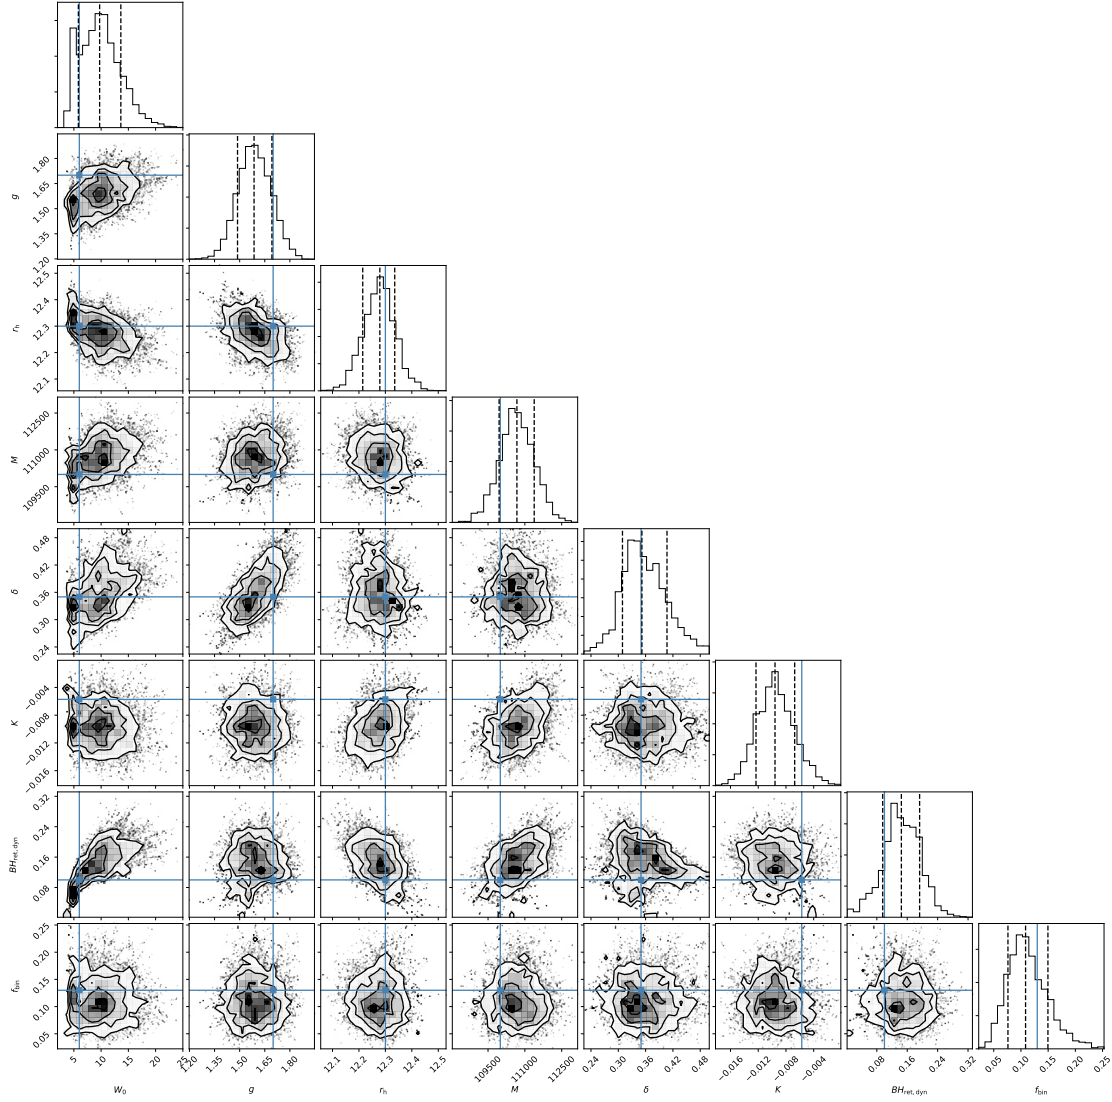 1.80
1.65
1.50
1.35
1.20
g
12.5
12.4
12.3
12.2
12.1
r_h
112500
111000
109500
M
0.48
0.42
0.36
0.30
0.24
δ
−0.004
−0.008
−0.012
−0.016
K
0.32
0.24
0.16
0.08
BH_ret, dyn
0.25
0.20
0.15
0.10
0.05
f_bin
5 10 15 20 25
1.20 1.35 1.50 1.65 1.80
12.1 12.2 12.3 12.4 12.5
109500 111000 112500
0.24 0.30 0.36 0.42 0.48
−0.016 −0.012 −0.008 −0.004
0.08 0.16 0.24 0.32
0.05 0.10 0.15 0.20 0.25
W_0 g r_h M δ K BH_ret, dyn f_bin